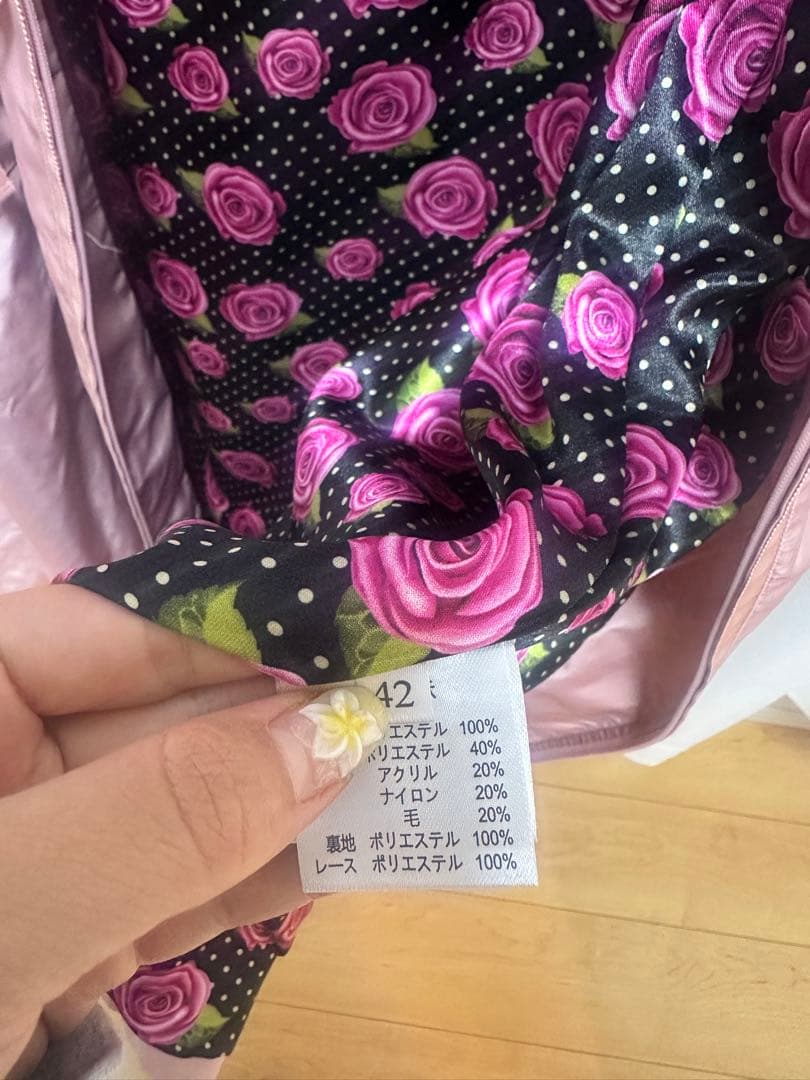 42
エステル 100%
ポリエステル 40%
アクリル 20%
ナイロン 20%
毛 20%
裏地 ポリエステル 100%
レース ポリエステル 100%